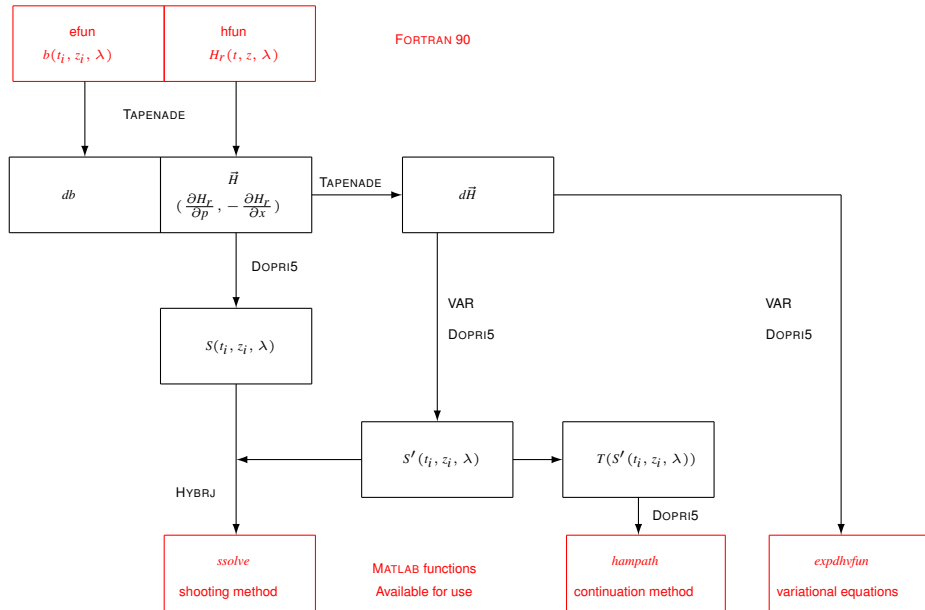 efun
hfun
FORTRAN 90
b(t_i, z_i, λ)
H_r(t, z, λ)
TAPENADE
db
H⃗
(∂H_r/∂p, −∂H_r/∂x)
TAPENADE
dH⃗
DOPRI5
VAR
DOPRI5
VAR
DOPRI5
S(t_i, z_i, λ)
S′(t_i, z_i, λ)
T(S′(t_i, z_i, λ))
HYBRJ
DOPRI5
ssolve
shooting method
MATLAB functions
Available for use
hampath
continuation method
expdhvfun
variational equations